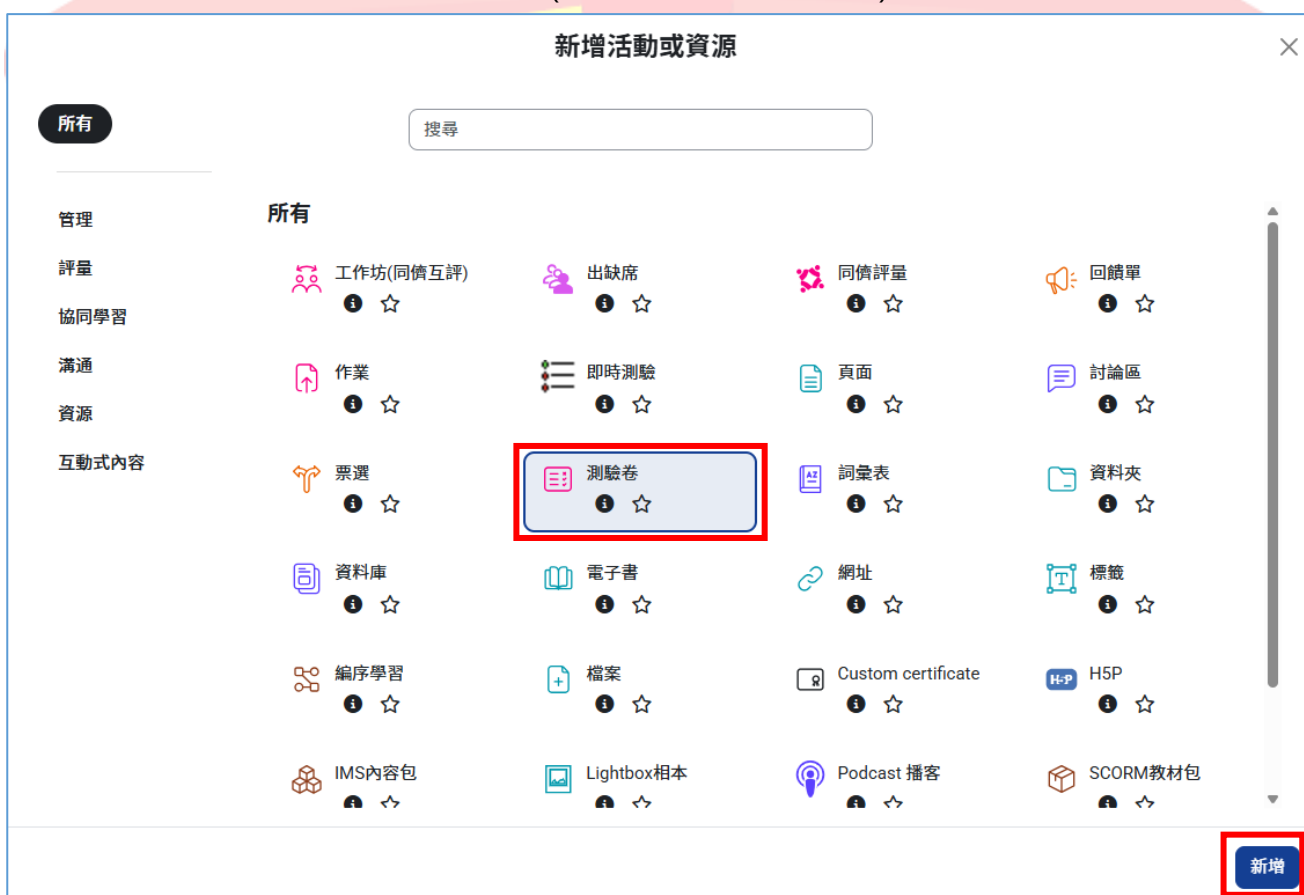 新增活動或資源
所有
搜尋
管理
評量
協同學習
溝通
資源
互動式內容
所有
工作坊(同儕互評) 出缺席 同儕評量 回饋單
作業 即時測驗 頁面 討論區
票選 測驗卷 詞彙表 資料夾
資料庫 電子書 網址 標籤
編序學習 檔案 Custom certificate H5P
IMS內容包 Lightbox相本 Podcast 播客 SCORM教材包
新增